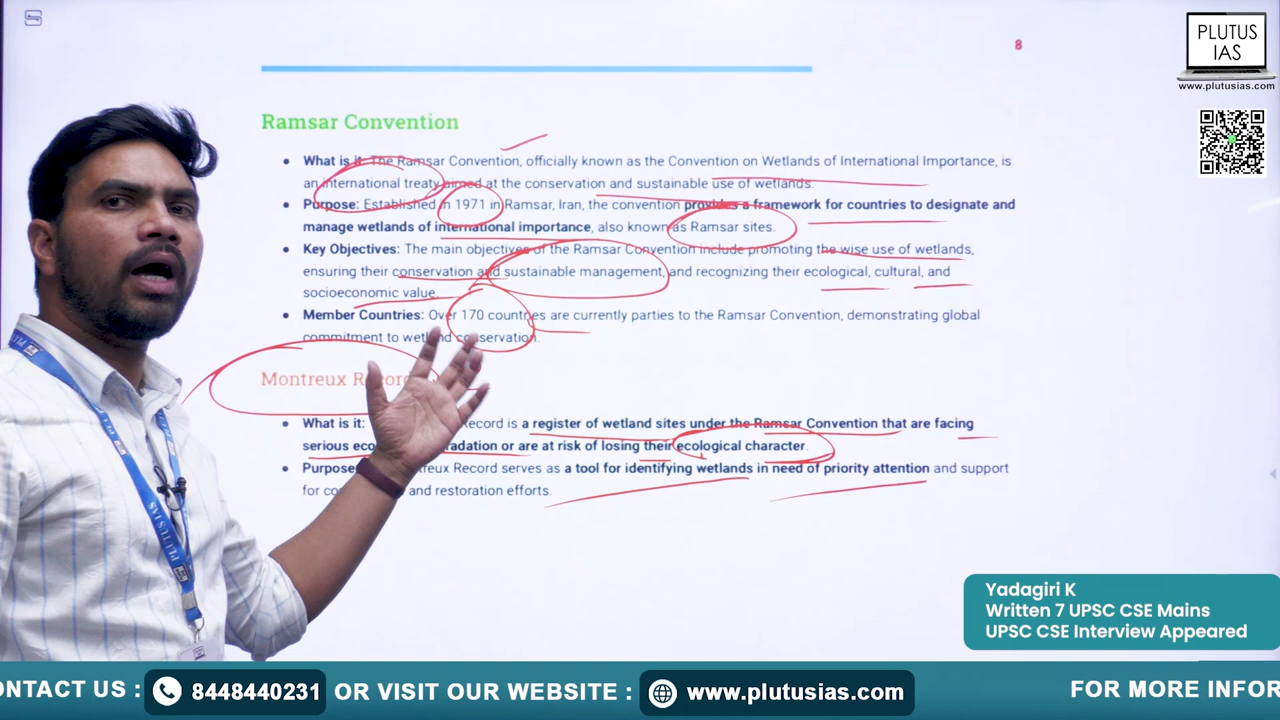 8
PLUTUS
IAS
www.plutusias.com
Ramsar Convention
What is it: The Ramsar Convention, officially known as the Convention on Wetlands of International Importance, is
an international treaty aimed at the conservation and sustainable use of wetlands.
Purpose: Established in 1971 in Ramsar, Iran, the convention provides a framework for countries to designate and
manage wetlands of international importance, also known as Ramsar sites.
Key Objectives: The main objectives of the Ramsar Convention include promoting the wise use of wetlands,
ensuring their conservation and sustainable management, and recognizing their ecological, cultural, and
socioeconomic value.
Member Countries: Over 170 countries are currently parties to the Ramsar Convention, demonstrating global
commitment to wetland conservation.
Montreux Record
What is it: Record is a register of wetland sites under the Ramsar Convention that are facing
serious or are at risk of losing their ecological character.
Purpose Record serves as a tool for identifying wetlands in need of priority attention and support
for and restoration efforts.
PLUTUS IAS
Yadagiri K
Written 7 UPSC CSE Mains
UPSC CSE Interview Appeared
ONTACT US : 8448440231 OR VISIT OUR WEBSITE : www.plutusias.com FOR MORE INFOR